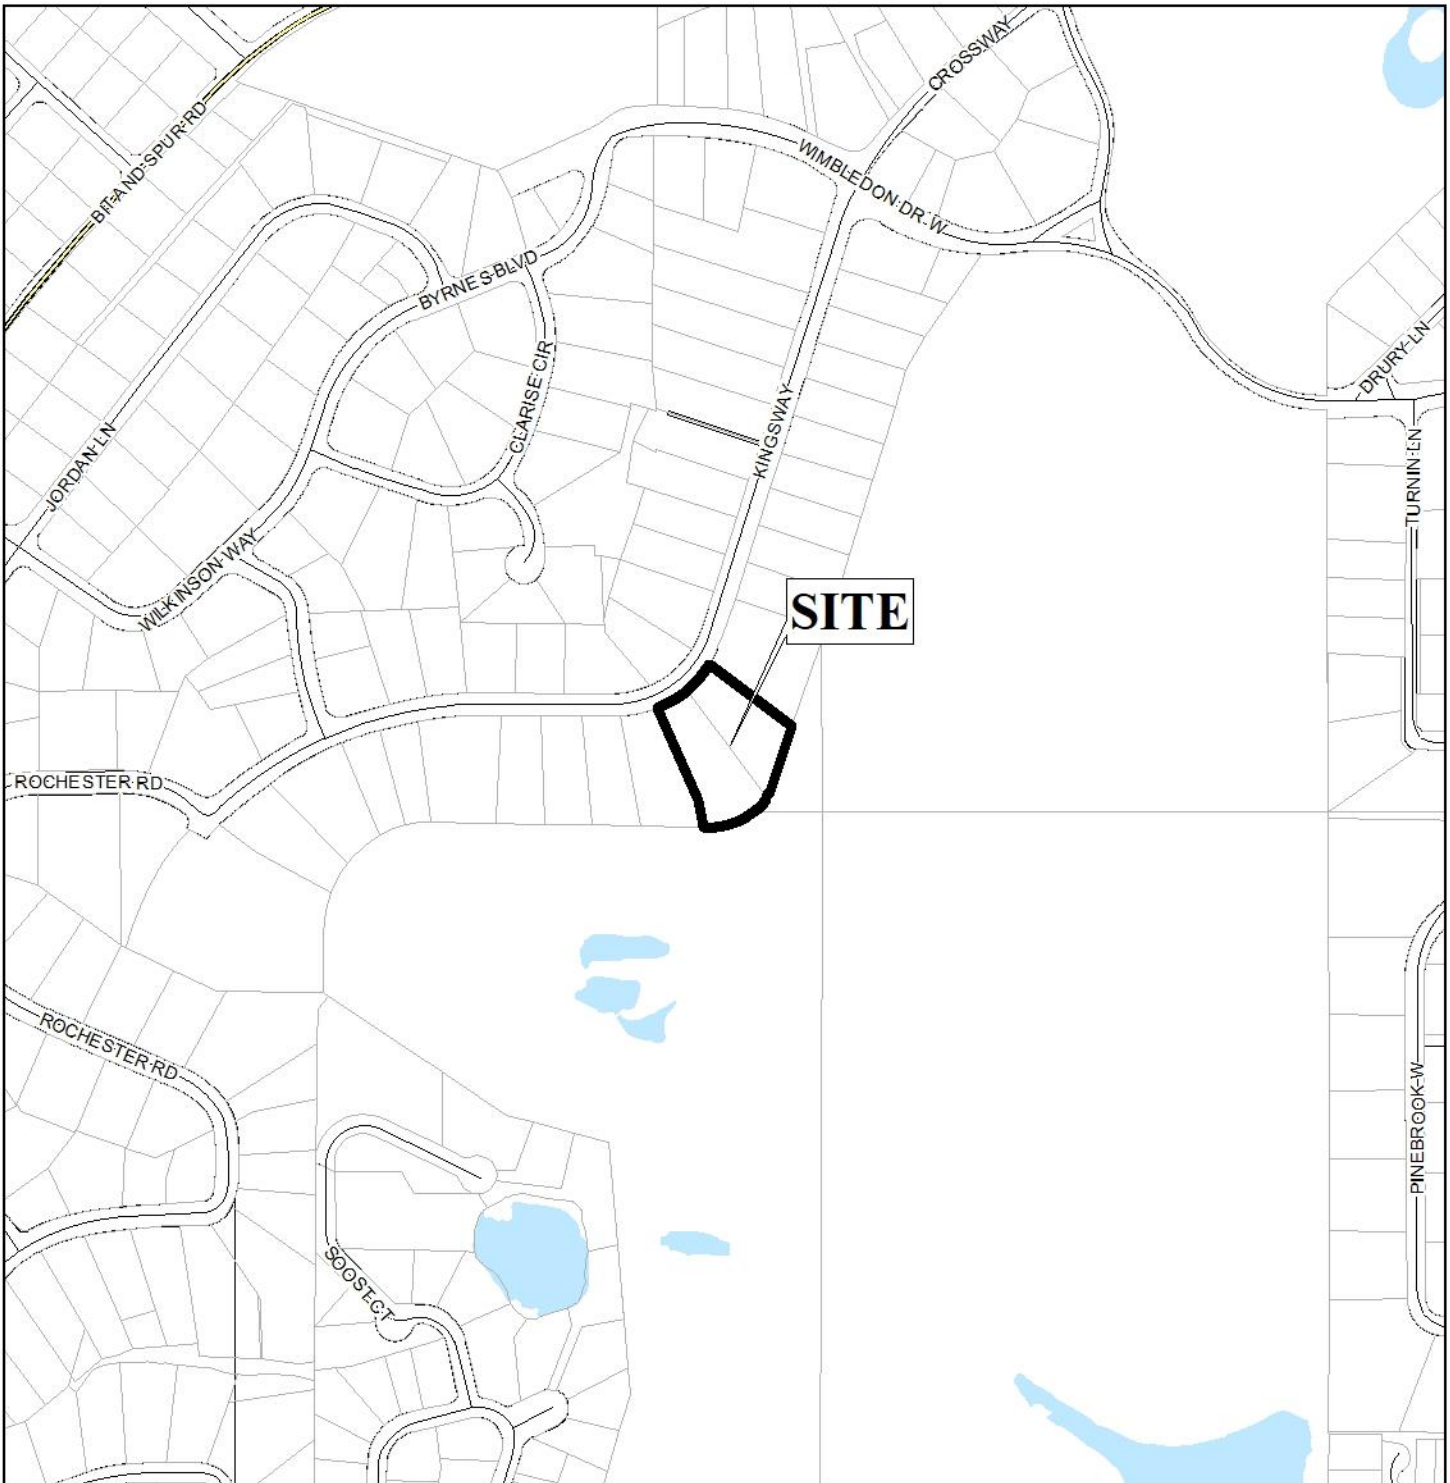 CROSSWAY
BIT-AND-SPUR-RD
WIMBLEDON-DR-W
BYRNES-BLVD
DRURY-LN
CLARISE CIR
KINGSWAY
JORDAN-LN
TURNIN-LN
WILKINSON-WAY
SITE
ROCHESTER-RD
ROCHESTER-RD
PINEBROOK-W
SOOST-CT